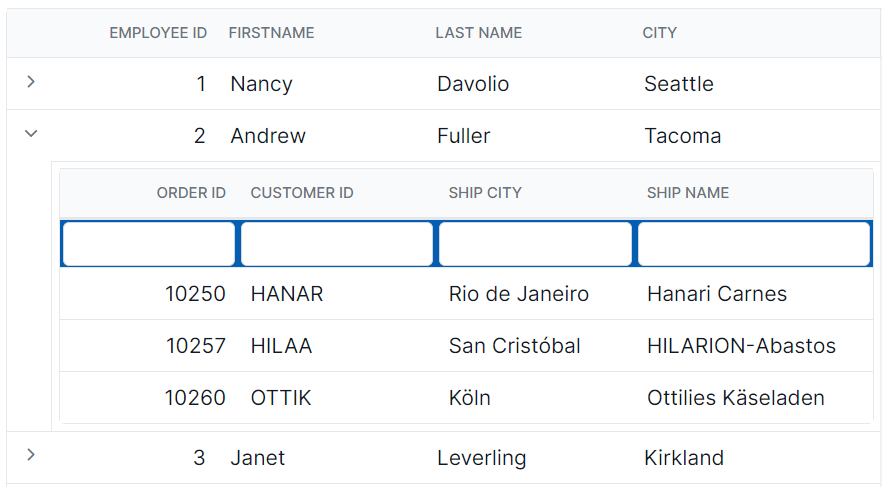 EMPLOYEE ID FIRSTNAME LAST NAME CITY
1 Nancy Davolio Seattle
2 Andrew Fuller Tacoma
ORDER ID CUSTOMER ID SHIP CITY SHIP NAME
10250 HANAR Rio de Janeiro Hanari Carnes
10257 HILAA San Cristóbal HILARION-Abastos
10260 OTTIK Köln Ottilies Käseladen
3 Janet Leverling Kirkland